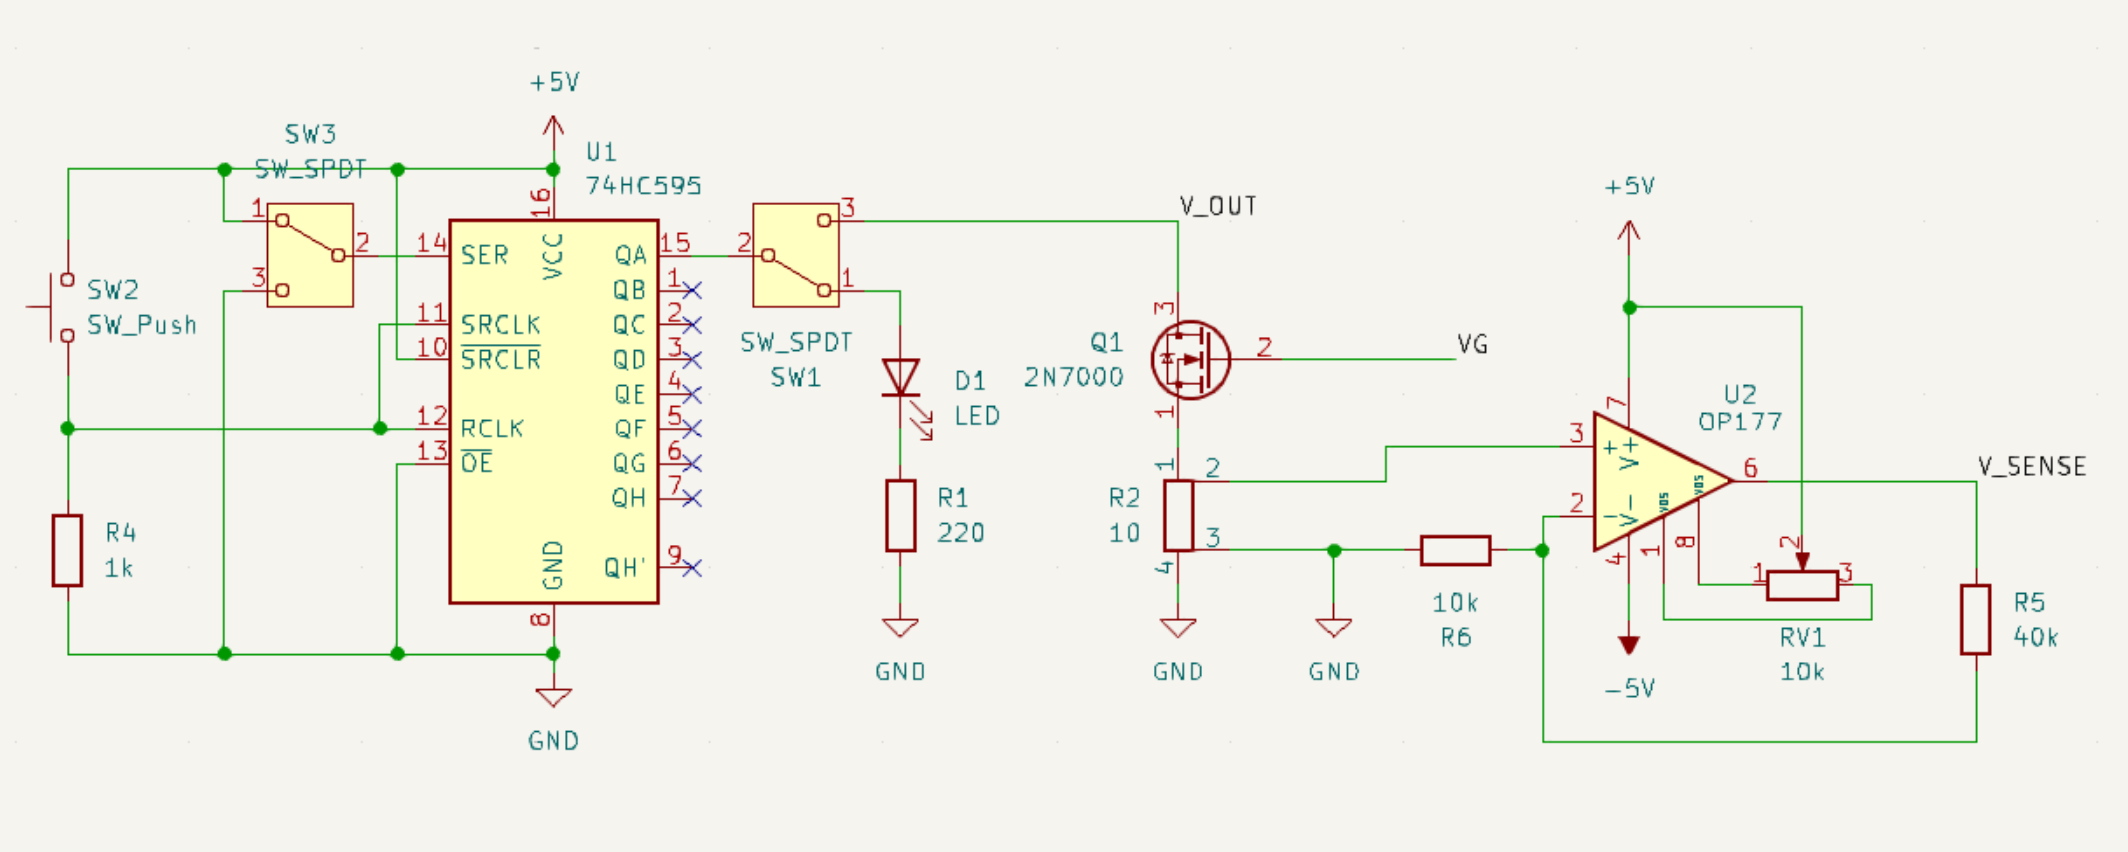 +5V
SW3
SW_SPDT
1
2
3
SW2
SW_Push
R4
1k
U1
74HC595
16
VCC
14 SER
11 SRCLK
10 SRCLR
12 RCLK
13 OE
QA 15
QB 1
QC 2
QD 3
QE 4
QF 5
QG 6
QH 7
QH' 9
GND
8
GND
2
3
1
SW_SPDT
SW1
D1
LED
R1
220
GND
V_OUT
3
Q1
2N7000
2
VG
1
1
2
R2
10
3
4
GND
GND
10k
R6
+5V
7
U2
OP177
3
+
V+
2
-
V-
VOS
VOS
6
4
1
8
-5V
2
1
3
RV1
10k
V_SENSE
R5
40k